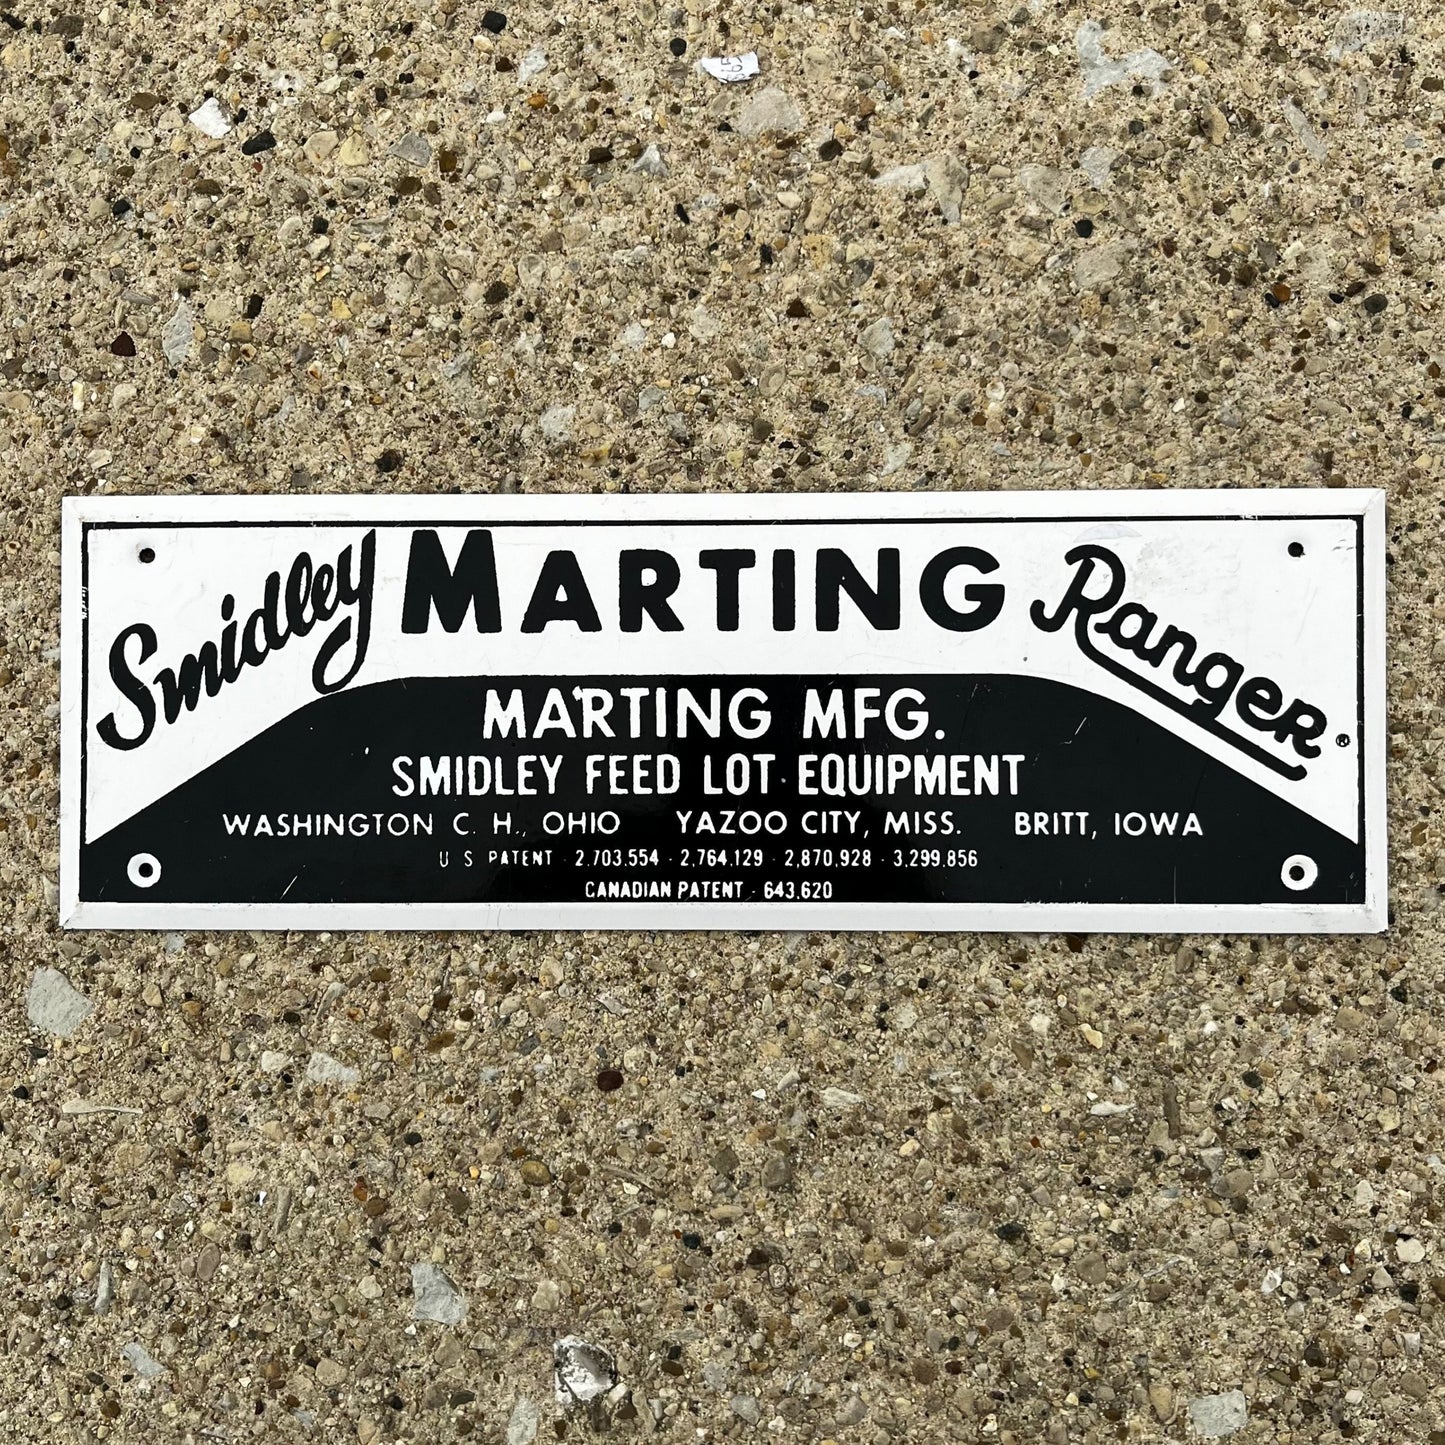 Smidley MARTING Ranger ®
MARTING MFG.
SMIDLEY FEED LOT EQUIPMENT
WASHINGTON C. H., OHIO YAZOO CITY, MISS. BRITT, IOWA
U S PATENT - 2,703,554 - 2,764,129 - 2,870,928 - 3,299,856
CANADIAN PATENT - 643,620